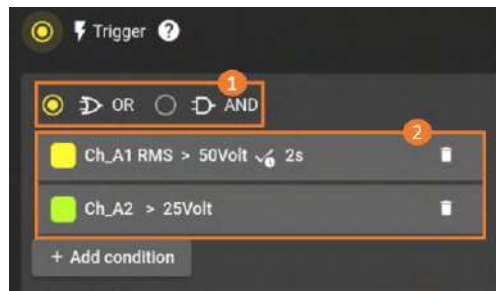 Trigger ?
1
OR AND
2
Ch_A1 RMS > 50Volt 2s
Ch_A2 > 25Volt
+ Add condition